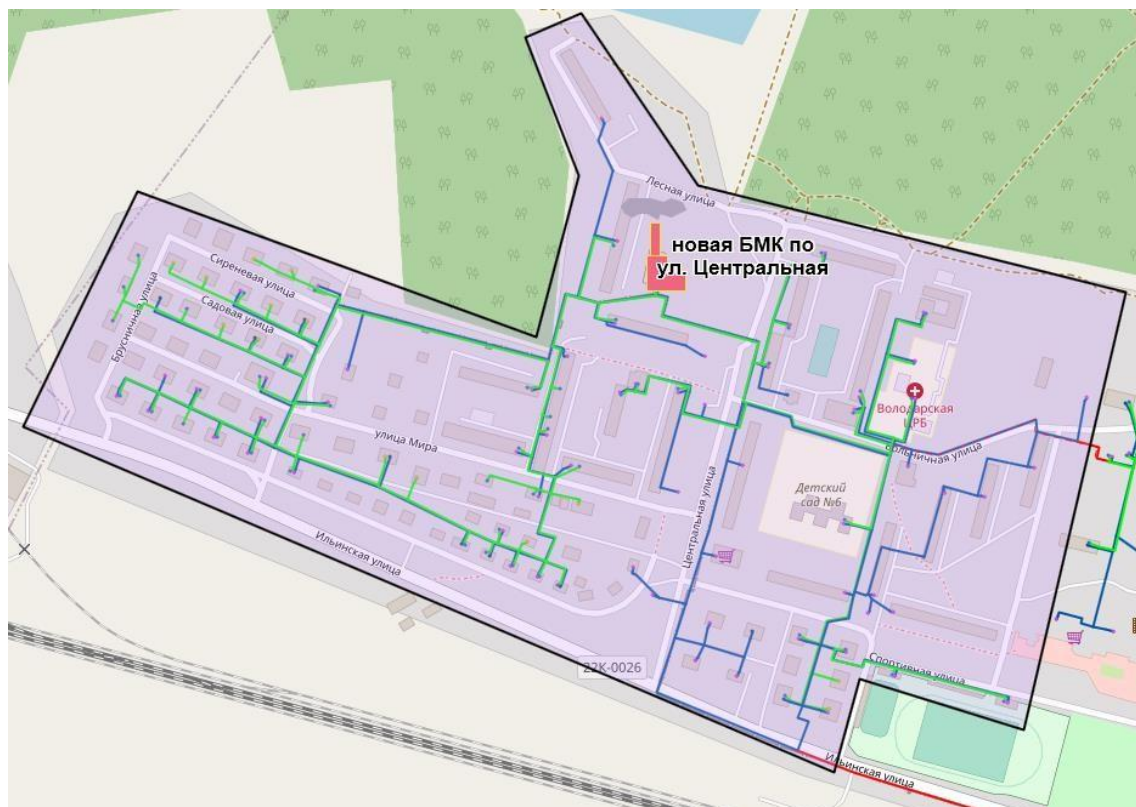 Лесная улица
новая БМК по
ул. Центральная
Сиреневая улица
Садовая улица
Брусничная улица
Володарская
ЦРБ
улица Мира
Больничная улица
Детский
сад №6
Центральная улица
Ильинская улица
22К-0026
Спортивная улица
Ильинская улица